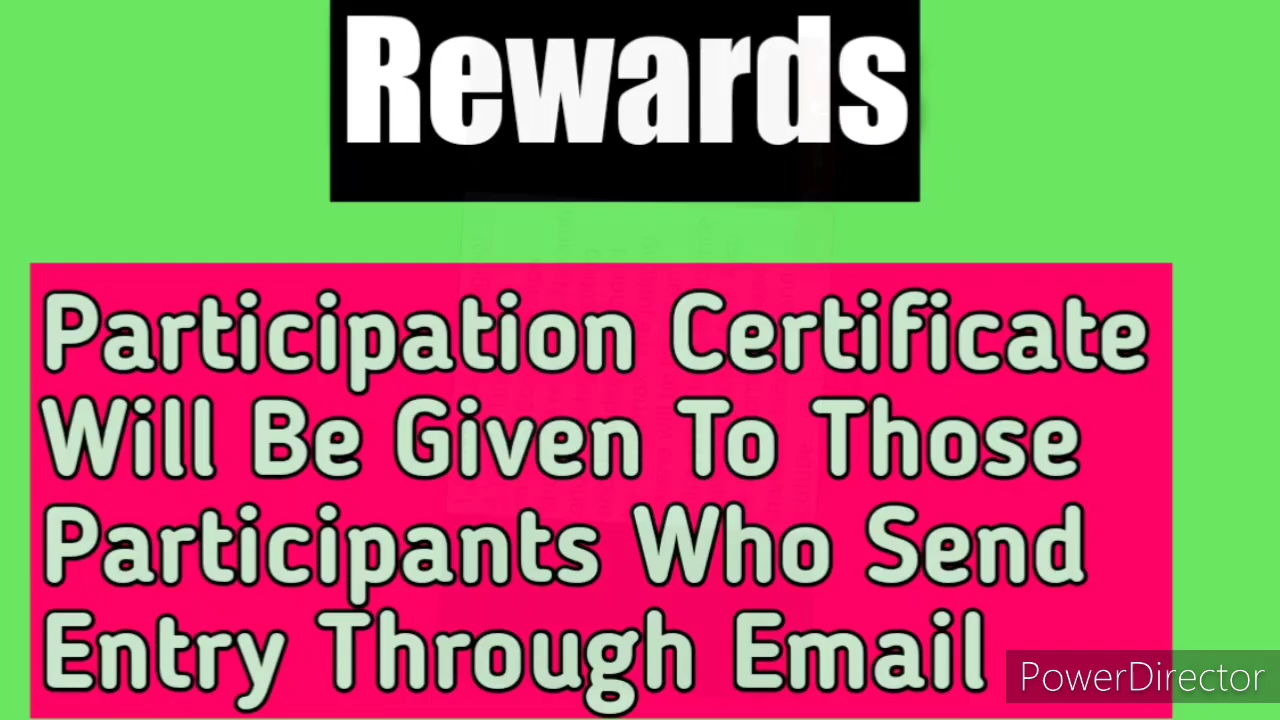 Rewards
Participation Certificate
Will Be Given To Those
Participants Who Send
Entry Through Email
PowerDirector